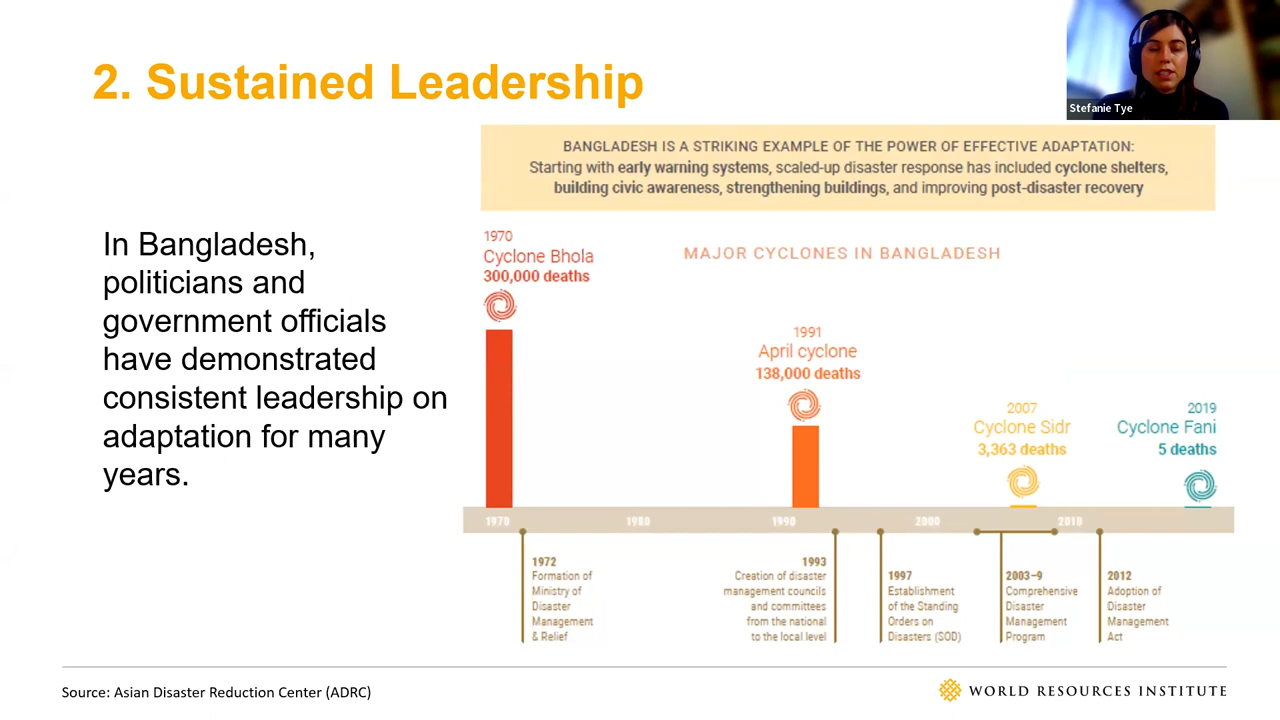 2. Sustained Leadership
Stefanie Tye
BANGLADESH IS A STRIKING EXAMPLE OF THE POWER OF EFFECTIVE ADAPTATION:
Starting with early warning systems, scaled-up disaster response has included cyclone shelters,
building civic awareness, strengthening buildings, and improving post-disaster recovery
In Bangladesh,
politicians and
government officials
have demonstrated
consistent leadership on
adaptation for many
years.
MAJOR CYCLONES IN BANGLADESH
1970
Cyclone Bhola
300,000 deaths
1991
April cyclone
138,000 deaths
2007
Cyclone Sidr
3,363 deaths
2019
Cyclone Fani
5 deaths
1970 1980 1990 2000 2010
1972
Formation of
Ministry of
Disaster
Management
& Relief
1993
Creation of disaster
management councils
and committees
from the national
to the local level
1997
Establishment
of the Standing
Orders on
Disasters (SOD)
2003–9
Comprehensive
Disaster
Management
Program
2012
Adoption of
Disaster
Management
Act
Source: Asian Disaster Reduction Center (ADRC)
WORLD RESOURCES INSTITUTE